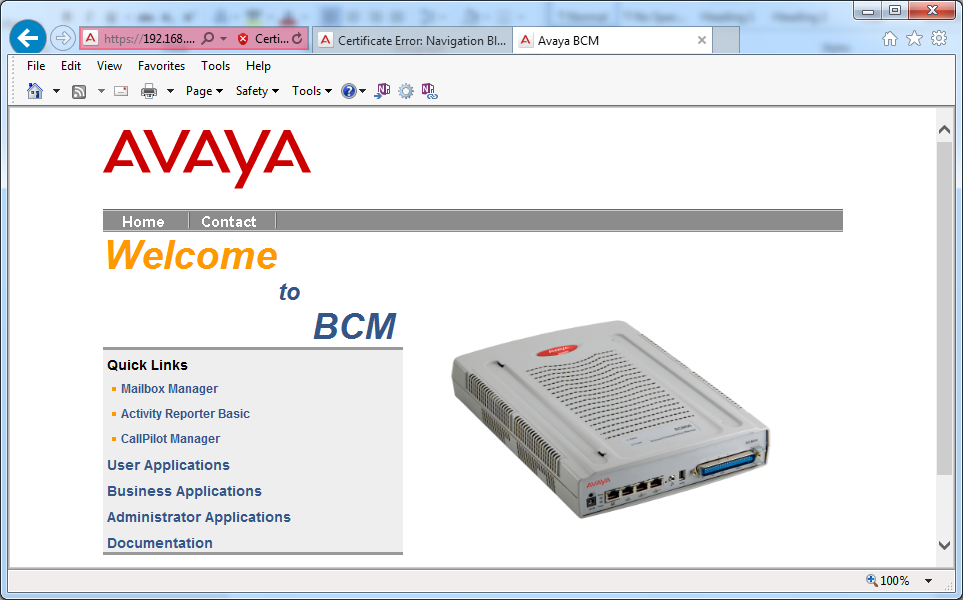 https://192.168.... Certi...
Certificate Error: Navigation Bl...
Avaya BCM
File Edit View Favorites Tools Help
Page Safety Tools
AVAYA
Home Contact
Welcome
to
BCM
Quick Links
Mailbox Manager
Activity Reporter Basic
CallPilot Manager
User Applications
Business Applications
Administrator Applications
Documentation
AVAYA
100%